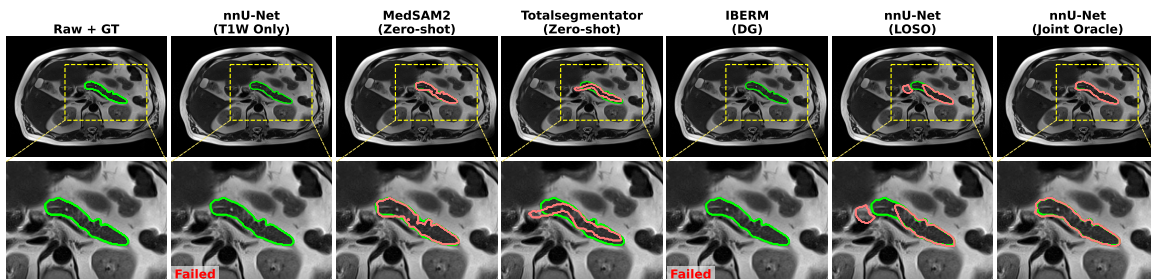 Raw + GT
nnU-Net
(T1W Only)
MedSAM2
(Zero-shot)
Totalsegmentator
(Zero-shot)
IBERM
(DG)
nnU-Net
(LOSO)
nnU-Net
(Joint Oracle)
Failed
Failed